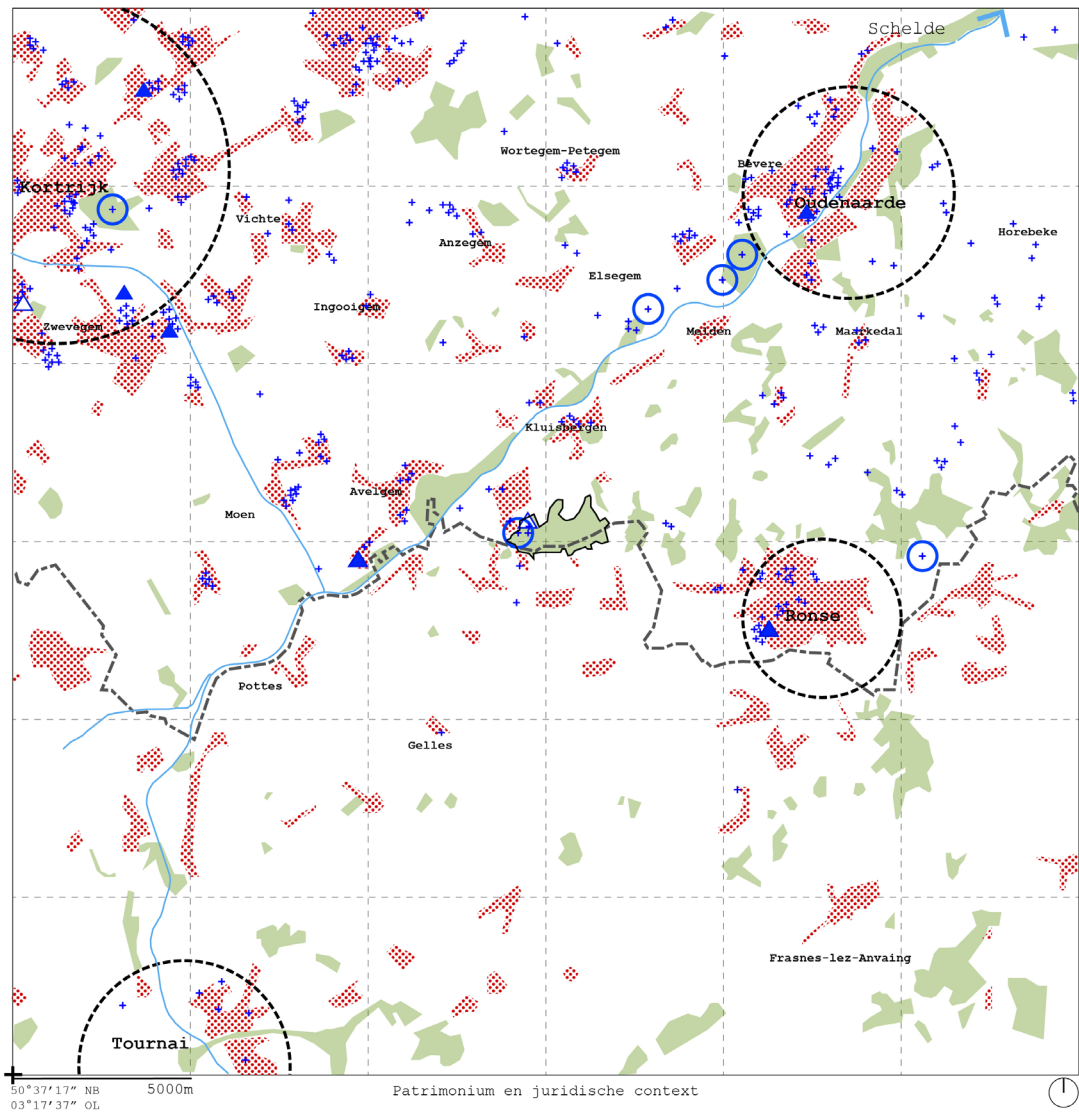 Schelde
Wortegem-Petegem
Bevere
Kortrijk
Oudenaarde
Vichte
Horebeke
Anzegem
Elsegem
Ingooigem
Zwevegem
Melden
Maarkedal
Kluisbergen
Avelgem
Moen
Ronse
Pottes
Gelles
Frasnes-lez-Anvaing
Tournai
50°37'17" NB
03°17'37" OL
5000m
Patrimonium en juridische context